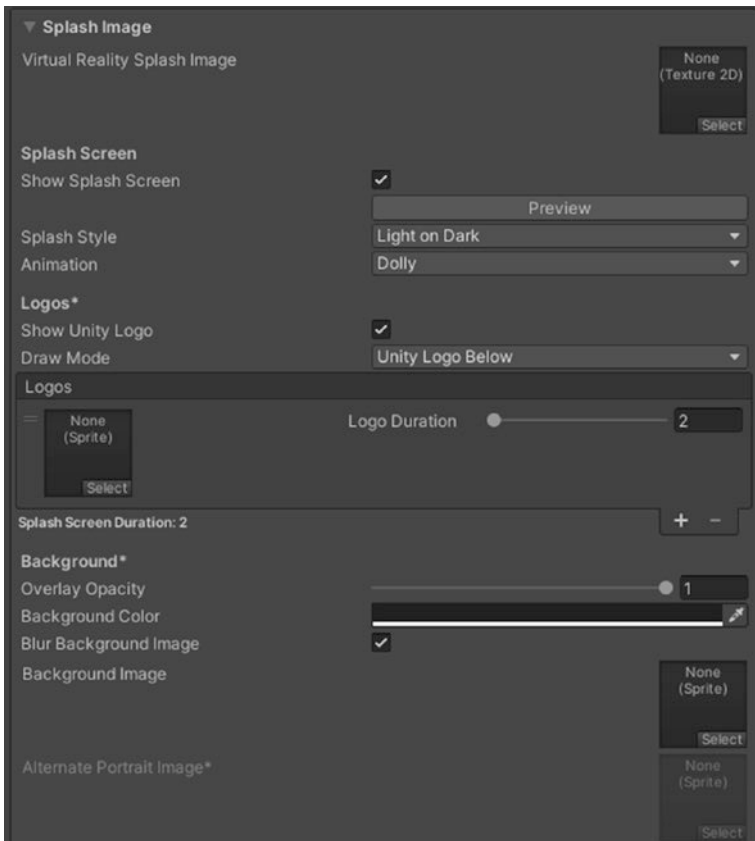 Splash Image
Virtual Reality Splash Image
None
(Texture 2D)
Select
Splash Screen
Show Splash Screen
Preview
Splash Style Light on Dark
Animation Dolly
Logos*
Show Unity Logo
Draw Mode Unity Logo Below
Logos
None
(Sprite)
Select
Logo Duration 2
Splash Screen Duration: 2
+ −
Background*
Overlay Opacity 1
Background Color
Blur Background Image
Background Image
None
(Sprite)
Select
Alternate Portrait Image*
None
(Sprite)
Select